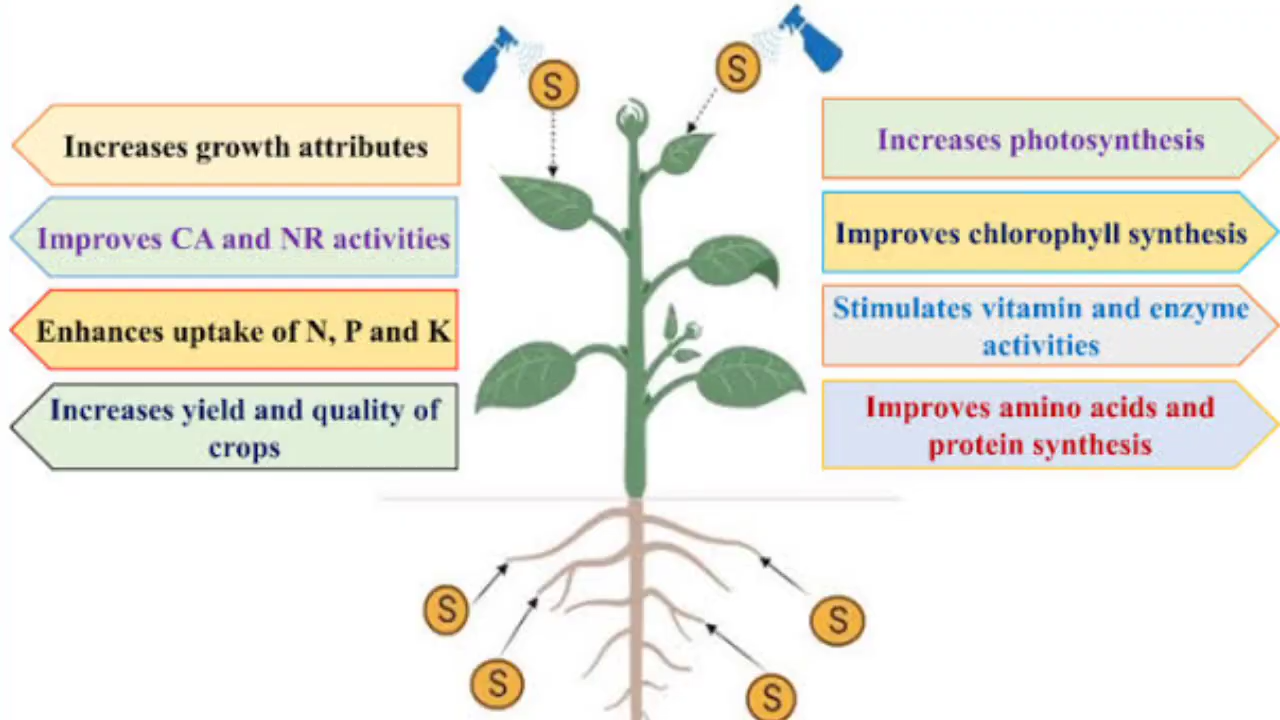 S
S
Increases growth attributes
Improves CA and NR activities
Enhances uptake of N, P and K
Increases yield and quality of
crops
Increases photosynthesis
Improves chlorophyll synthesis
Stimulates vitamin and enzyme
activities
Improves amino acids and
protein synthesis
S
S
S
S